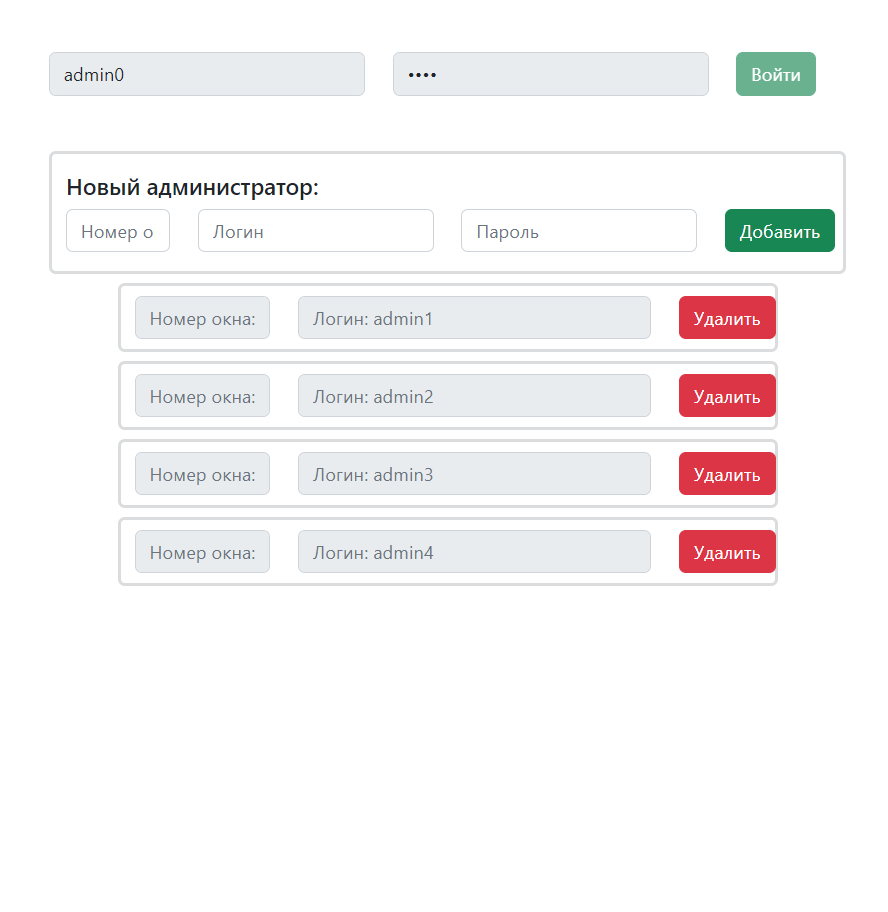 admin0 •••• Войти
Новый администратор:
Номер о Логин Пароль Добавить
Номер окна: Логин: admin1 Удалить
Номер окна: Логин: admin2 Удалить
Номер окна: Логин: admin3 Удалить
Номер окна: Логин: admin4 Удалить